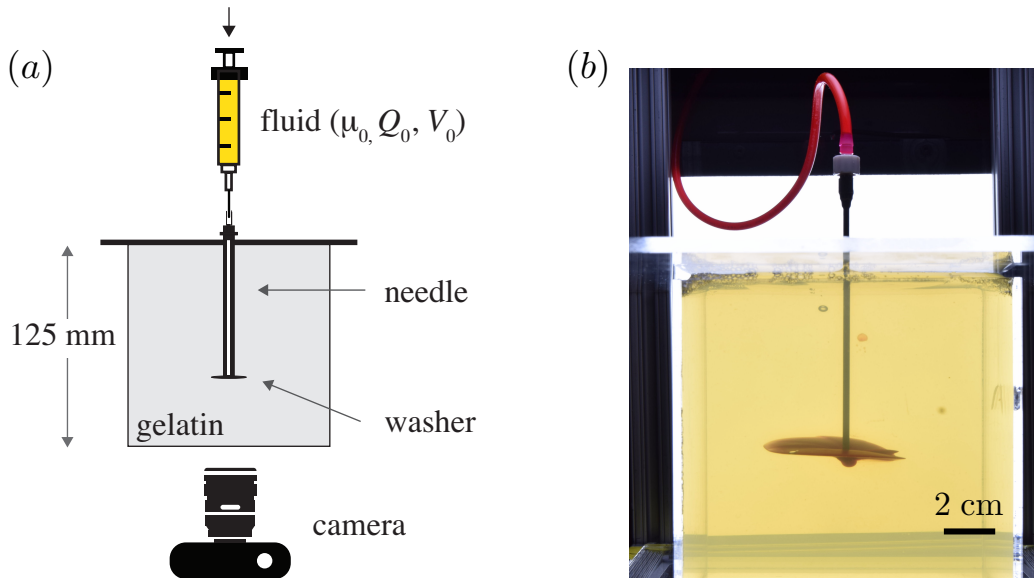 (a)
fluid (μ0, Q0, V0)
needle
125 mm
washer
gelatin
camera
(b)
2 cm